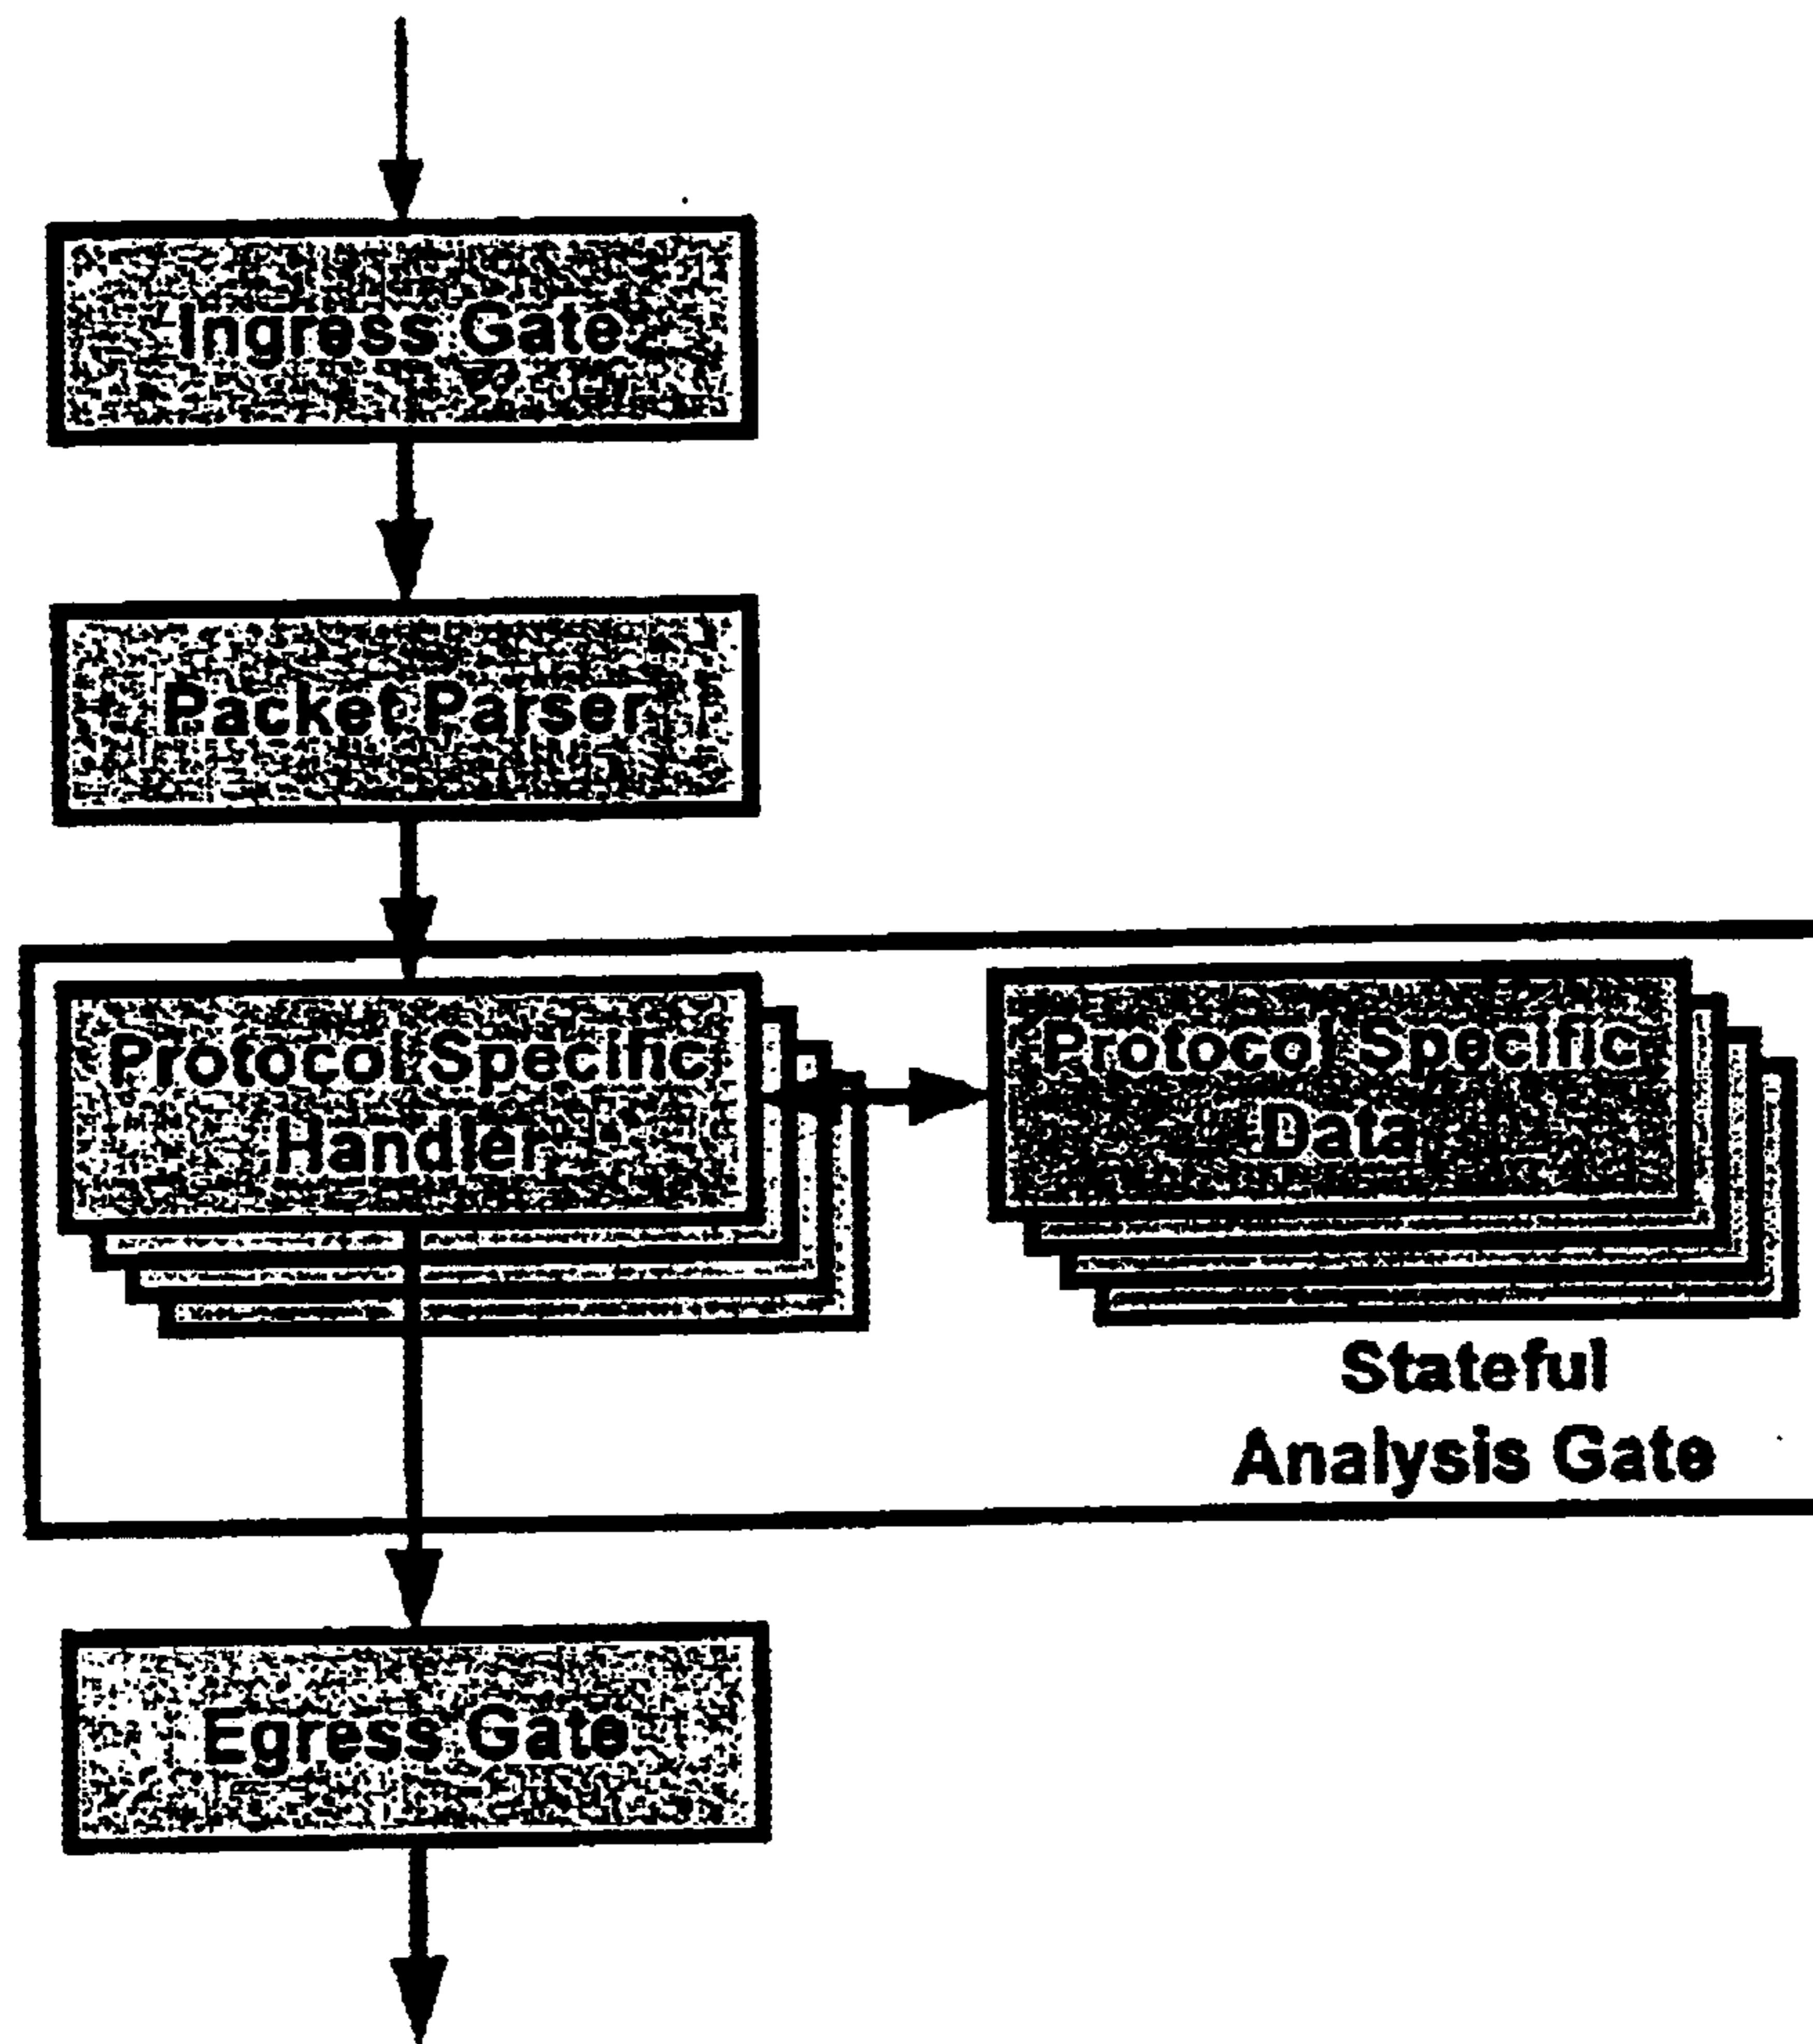 Ingress Gate
Packet Parser
Protocol Specific
Handler
Protocol Specific
Data
Stateful
Analysis Gate
Egress Gate